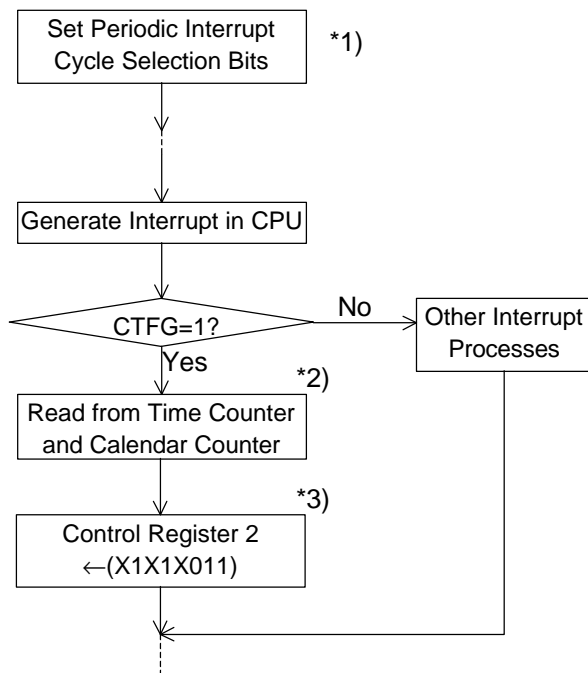 Set Periodic Interrupt
Cycle Selection Bits
*1)
Generate Interrupt in CPU
CTFG=1?
No
Other Interrupt
Processes
Yes
*2)
Read from Time Counter
and Calendar Counter
*3)
Control Register 2
←(X1X1X011)